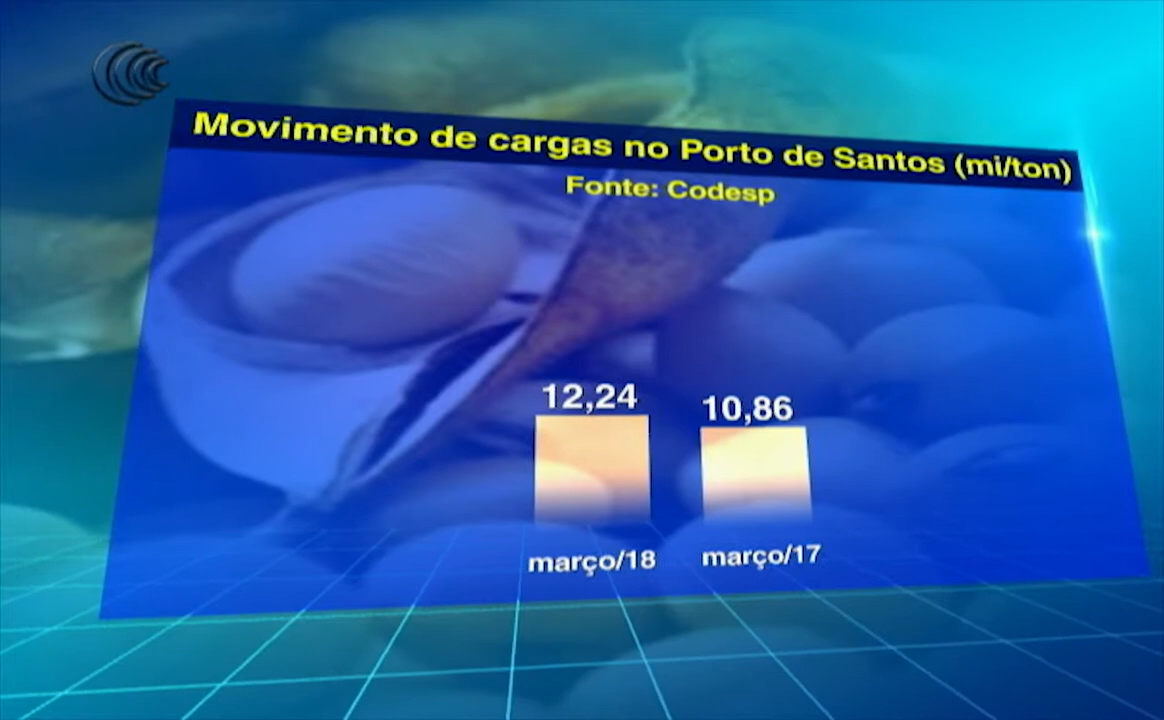 Movimento de cargas no Porto de Santos (mi/ton)
Fonte: Codesp
12,24
10,86
março/18
março/17